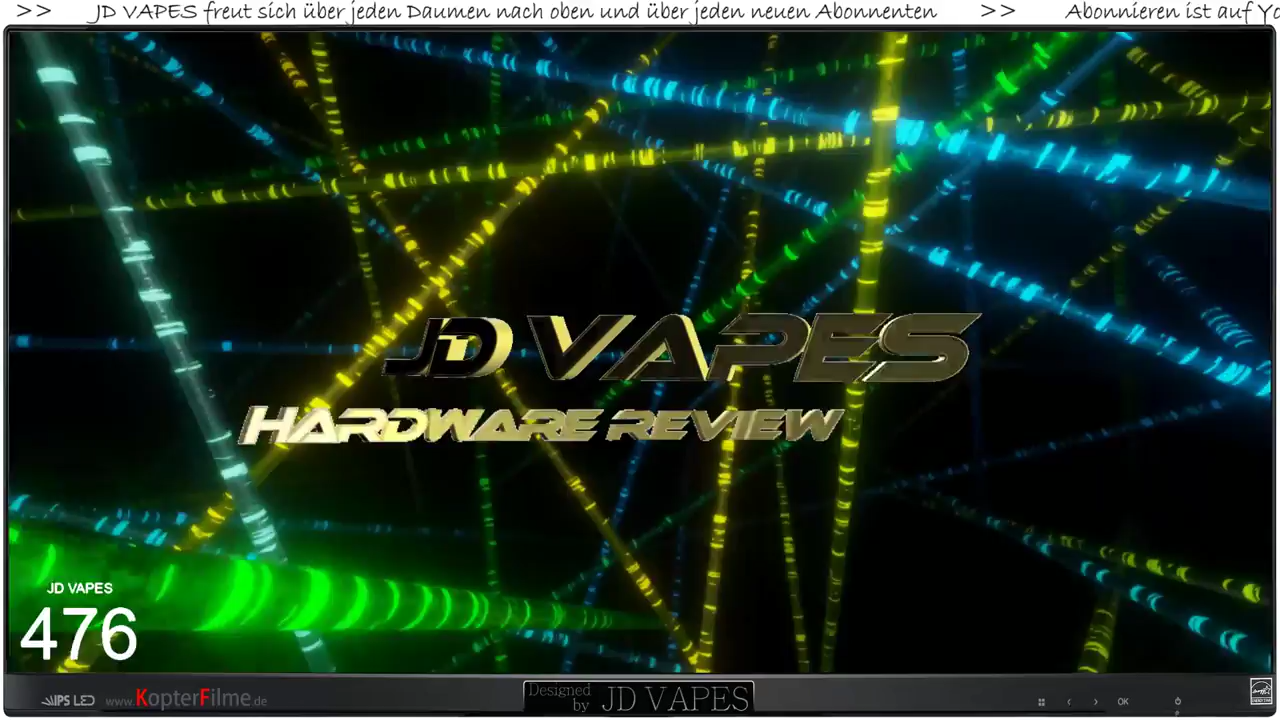 >> JD VAPES freut sich über jeden Daumen nach oben und über jeden neuen Abonnenten >> Abonnieren ist auf Yo
JD VAPES
HARDWARE REVIEW
JD VAPES
476
IPS LED www.KopterFilme.de
Designed by JD VAPES
OK